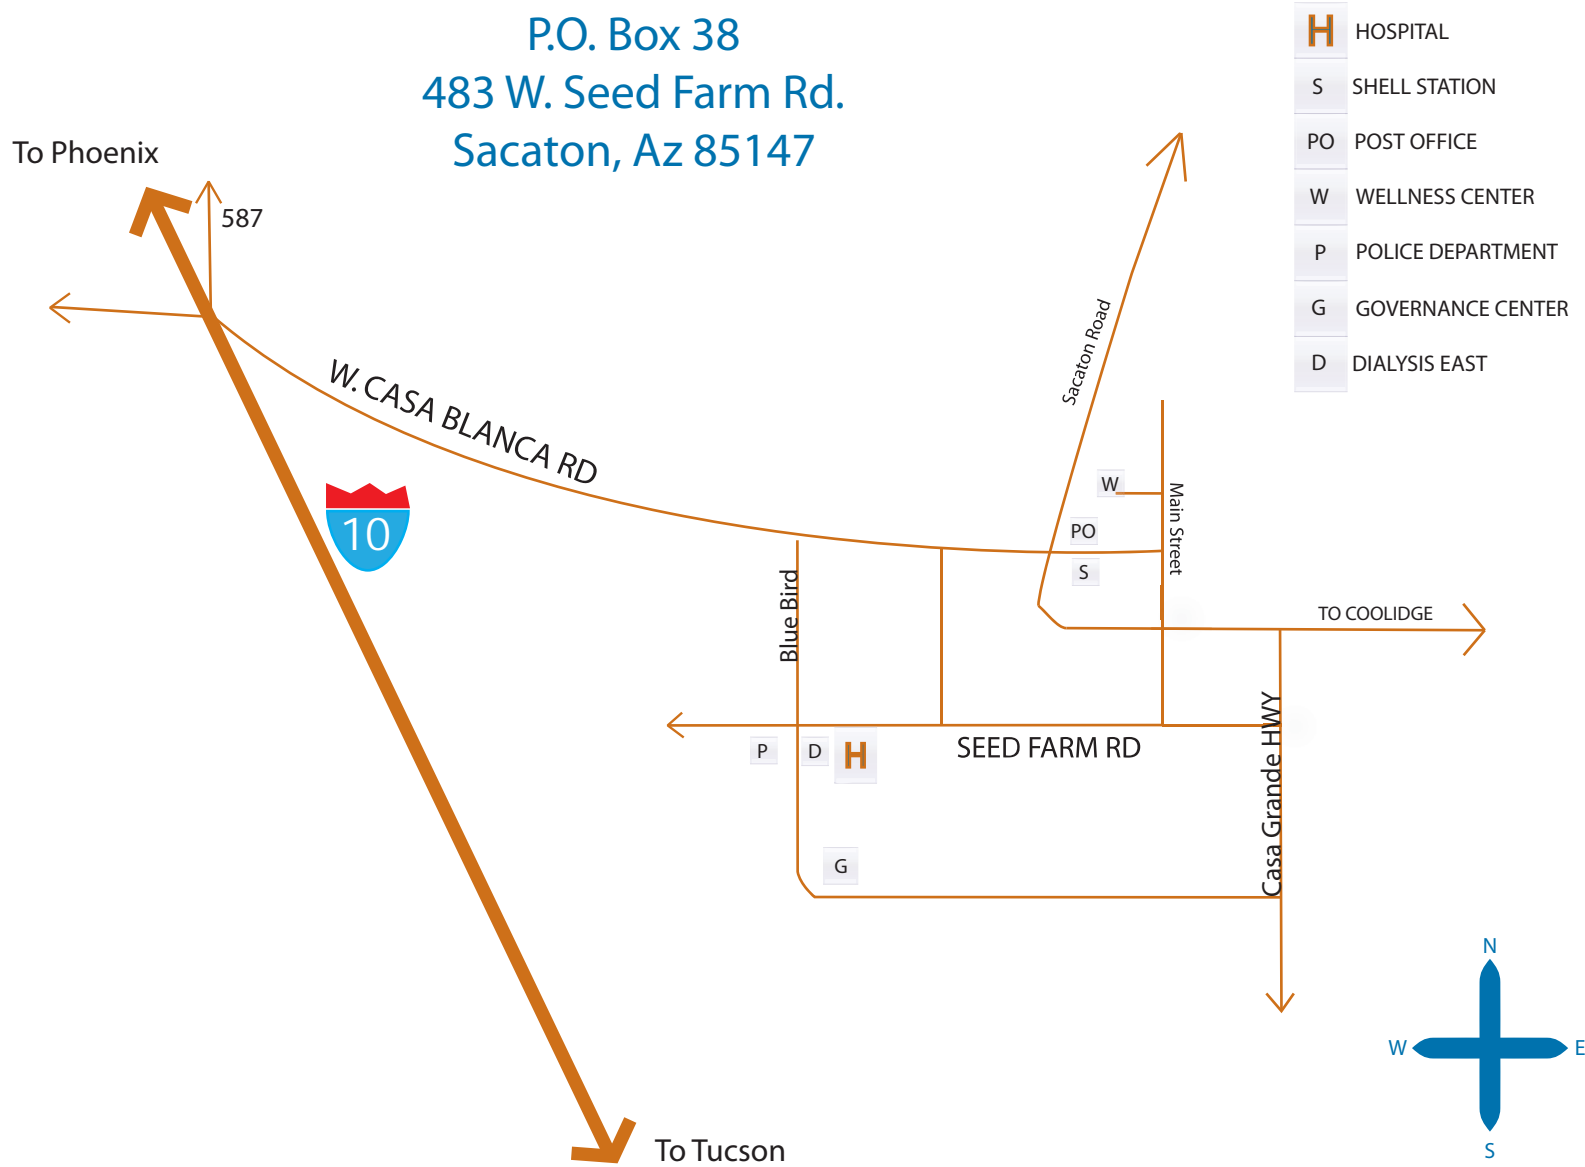 P.O. Box 38
483 W. Seed Farm Rd.
Sacaton, Az 85147
H HOSPITAL
S SHELL STATION
PO POST OFFICE
W WELLNESS CENTER
P POLICE DEPARTMENT
G GOVERNANCE CENTER
D DIALYSIS EAST
To Phoenix
587
W. CASA BLANCA RD
10
Sacaton Road
W
Main Street
PO
S
Blue Bird
TO COOLIDGE
P
D
H
SEED FARM RD
Casa Grande HWY
G
N
W
E
S
To Tucson